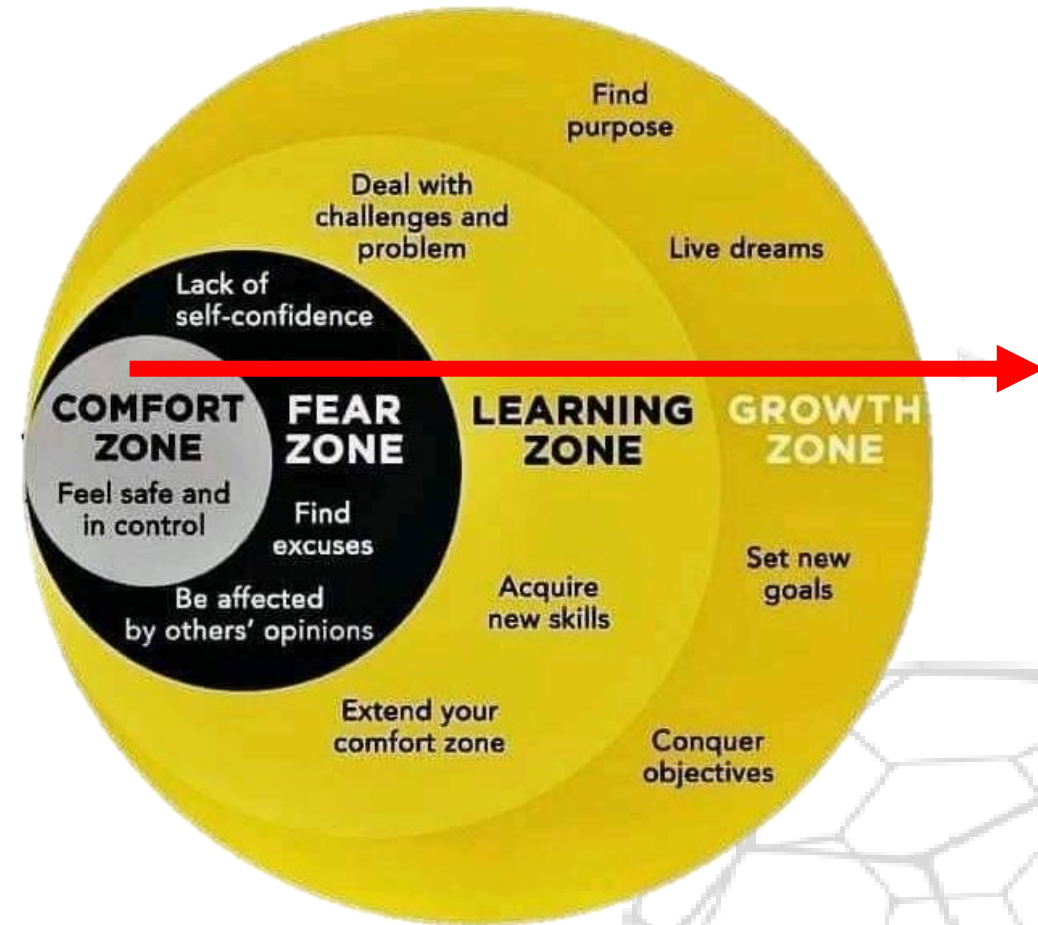 Find
purpose
Deal with
challenges and
problem
Live dreams
Lack of
self-confidence
COMFORT
ZONE
Feel safe and
in control
FEAR
ZONE
Find
excuses
Be affected
by others' opinions
LEARNING
ZONE
Acquire
new skills
Extend your
comfort zone
GROWTH
ZONE
Set new
goals
Conquer
objectives